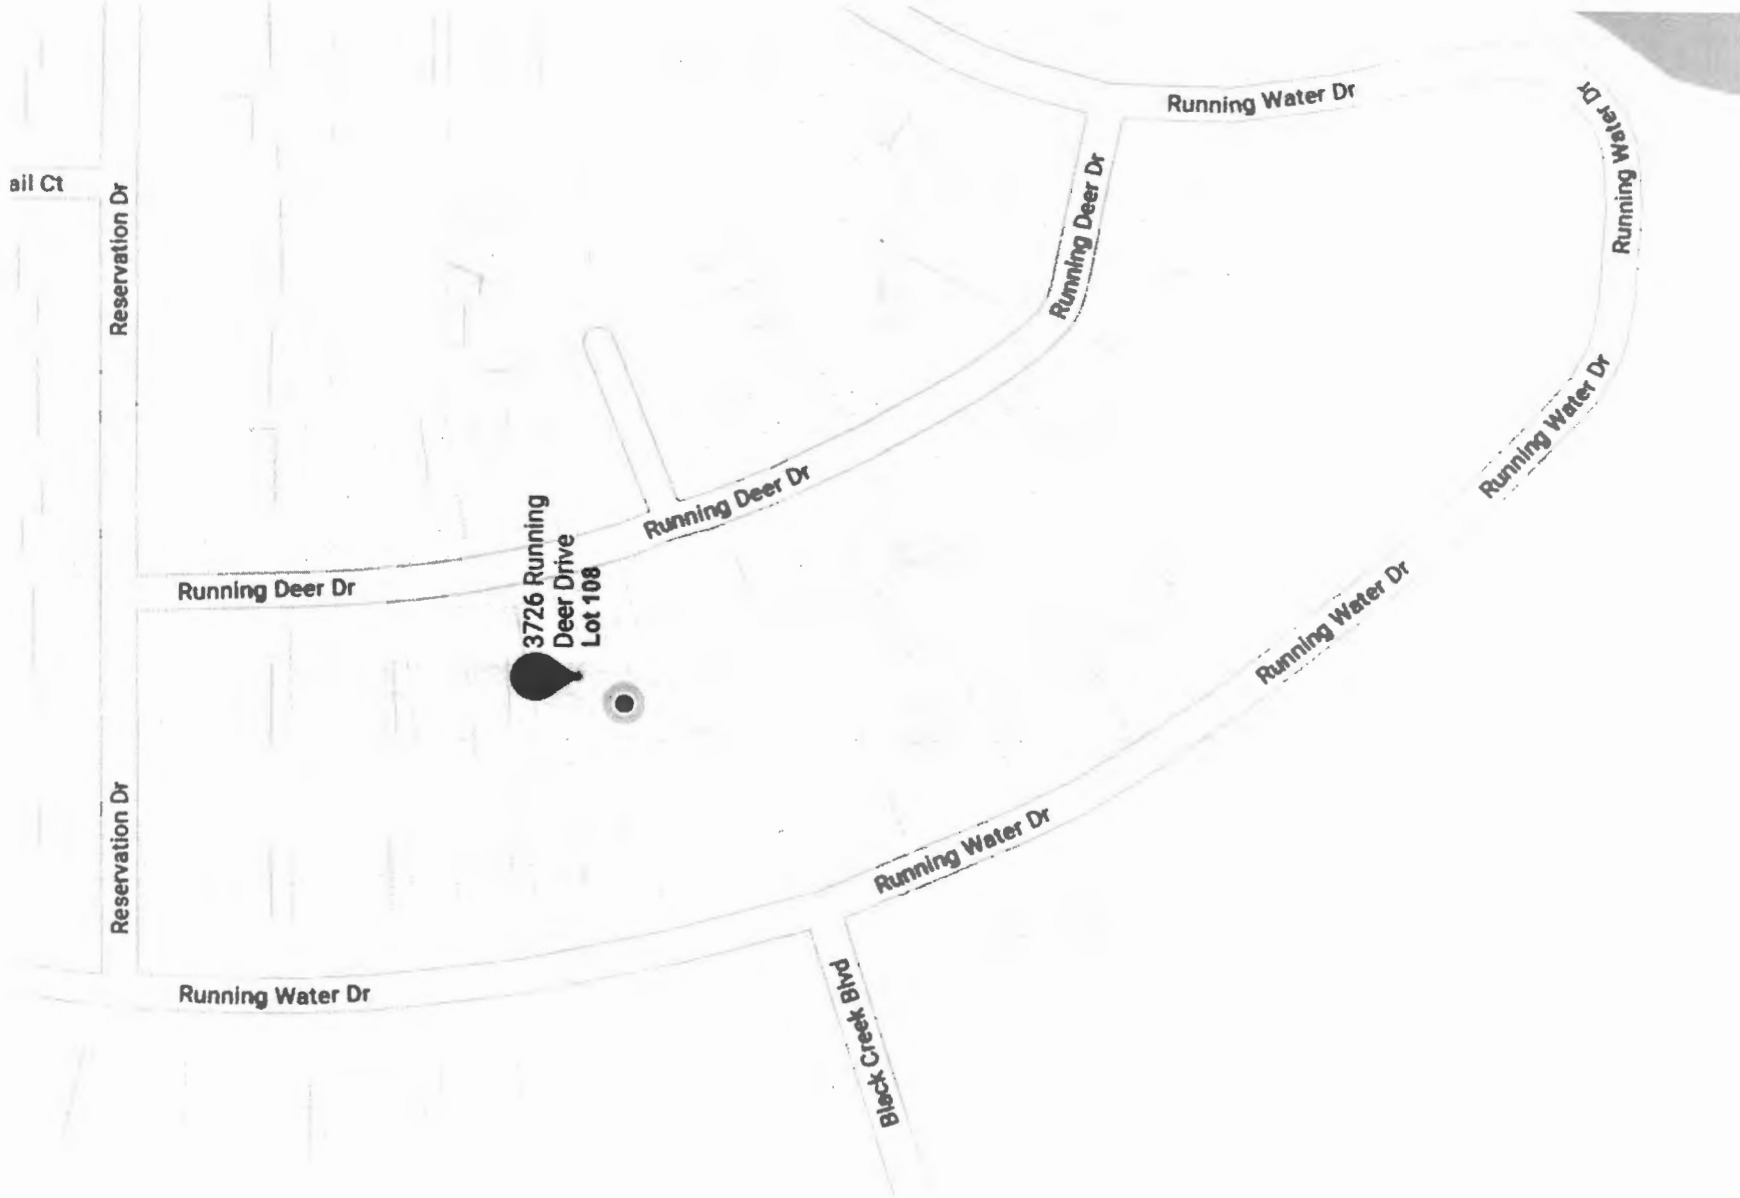 Running Water Dr
Running Water Dr
Running Water Dr
ail Ct
Reservation Dr
Running Deer Dr
Running Water Dr
Running Deer Dr
3726 Running
Deer Drive
Lot 108
Running Deer Dr
Running Water Dr
Reservation Dr
Running Water Dr
Running Water Dr
Black Creek Blvd